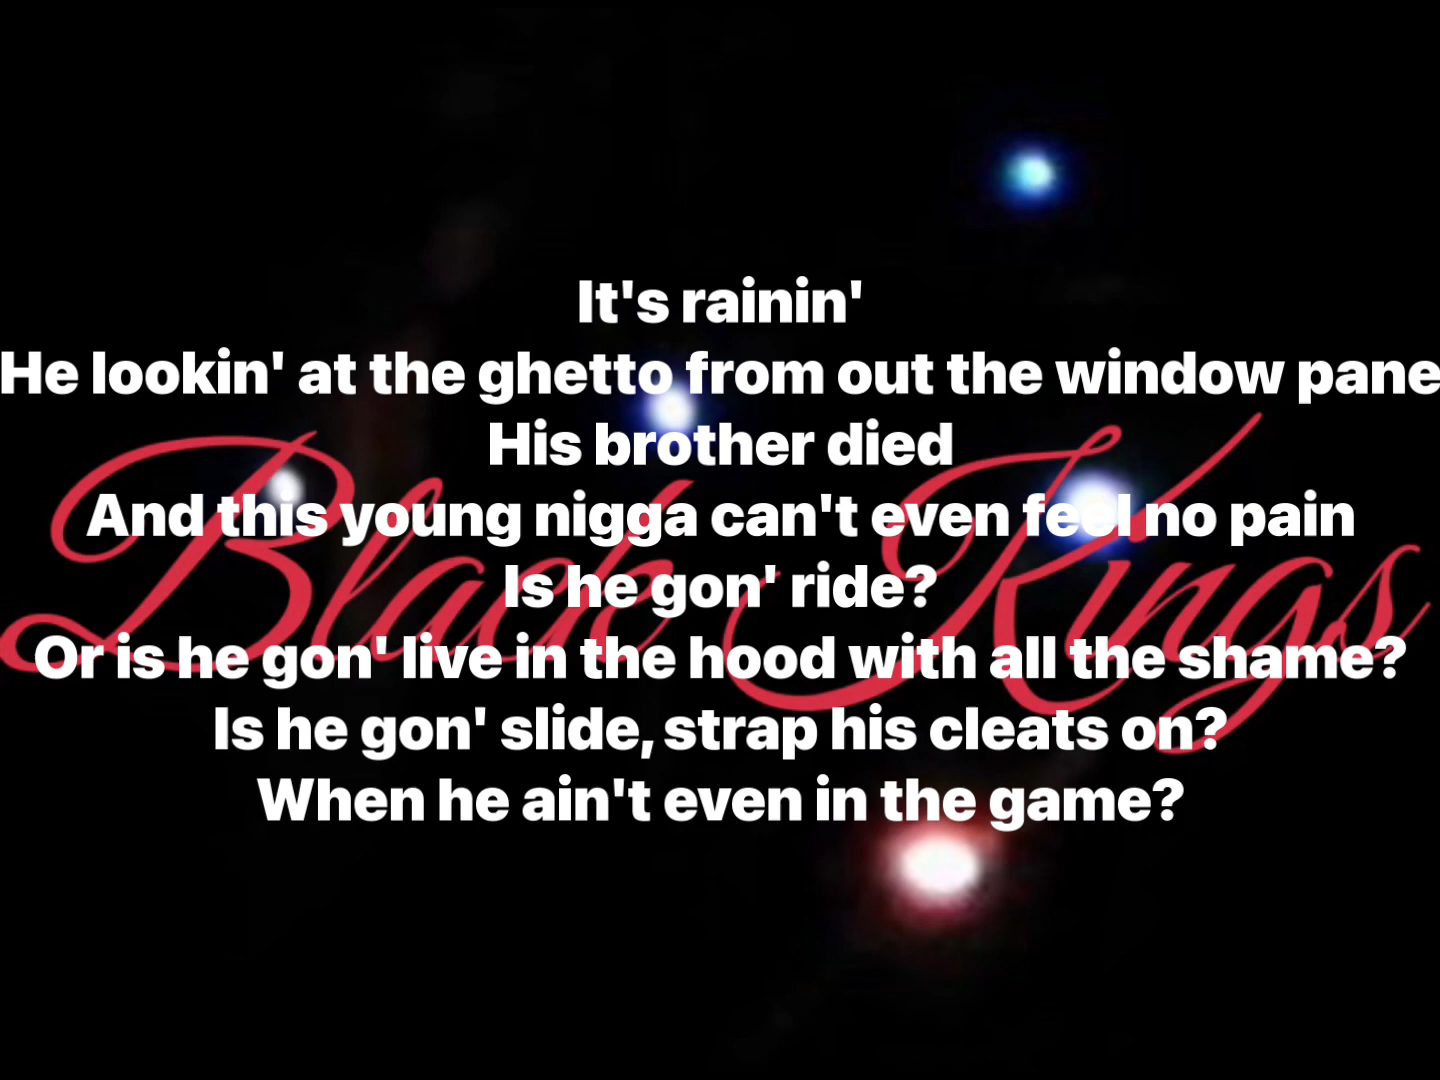 It's rainin'
He lookin' at the ghetto from out the window pane
His brother died
And this young nigga can't even feel no pain
Is he gon' ride?
Or is he gon' live in the hood with all the shame?
Is he gon' slide, strap his cleats on?
When he ain't even in the game?
Black Kings